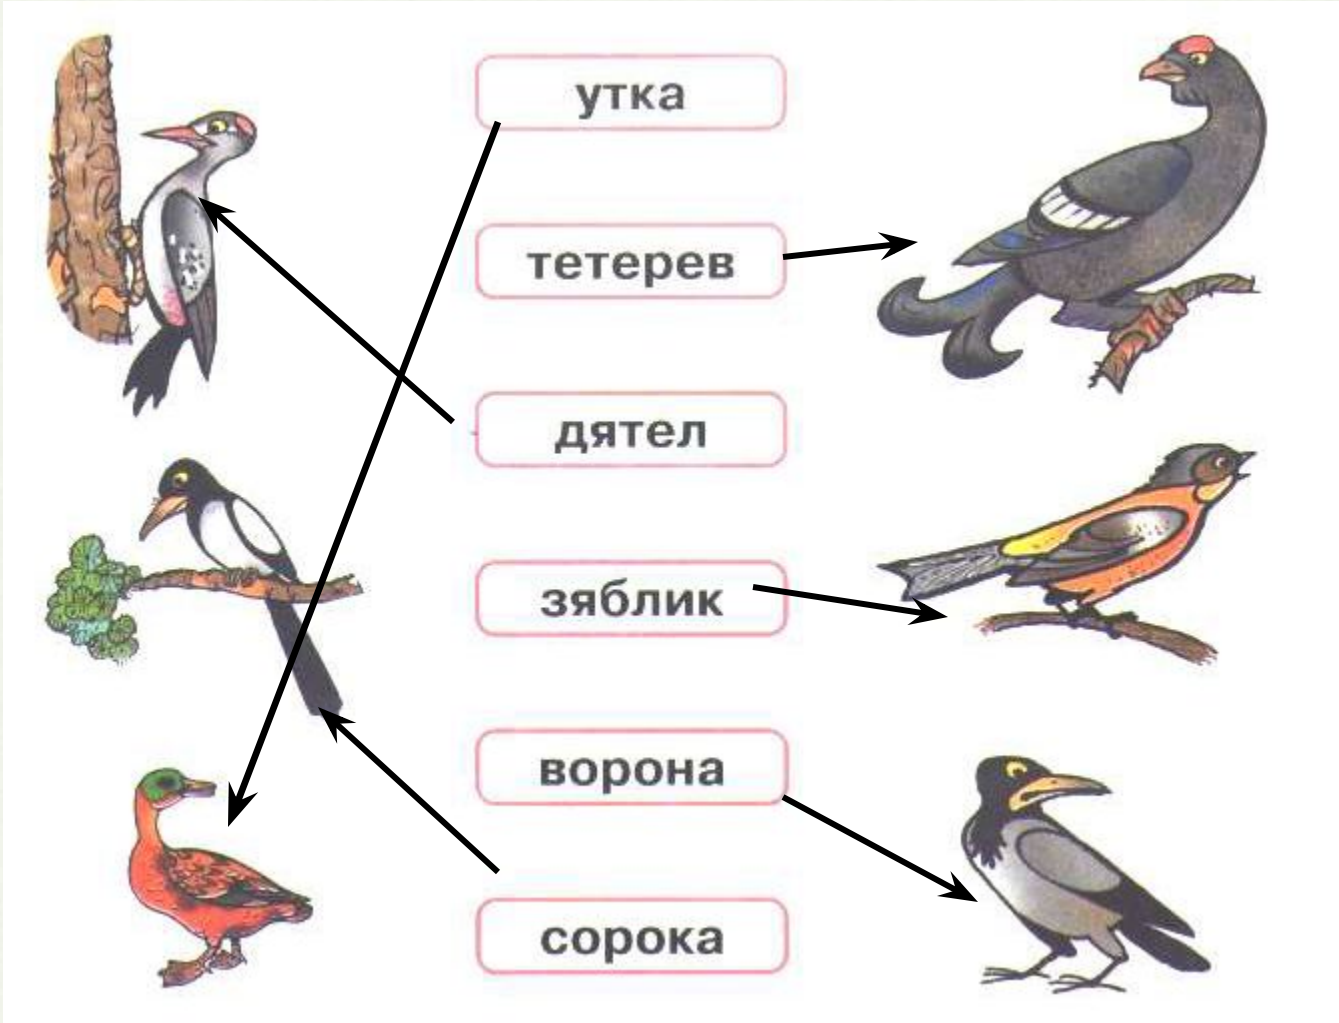 утка
тетерев
дятел
зяблик
ворона
сорока